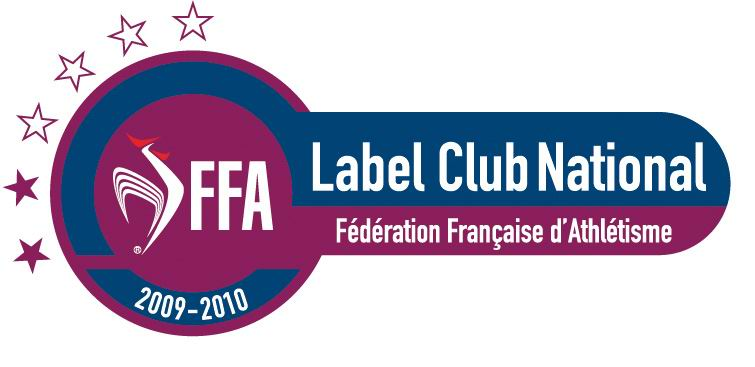 FFA
®
2009-2010
Label Club National
Fédération Française d'Athlétisme